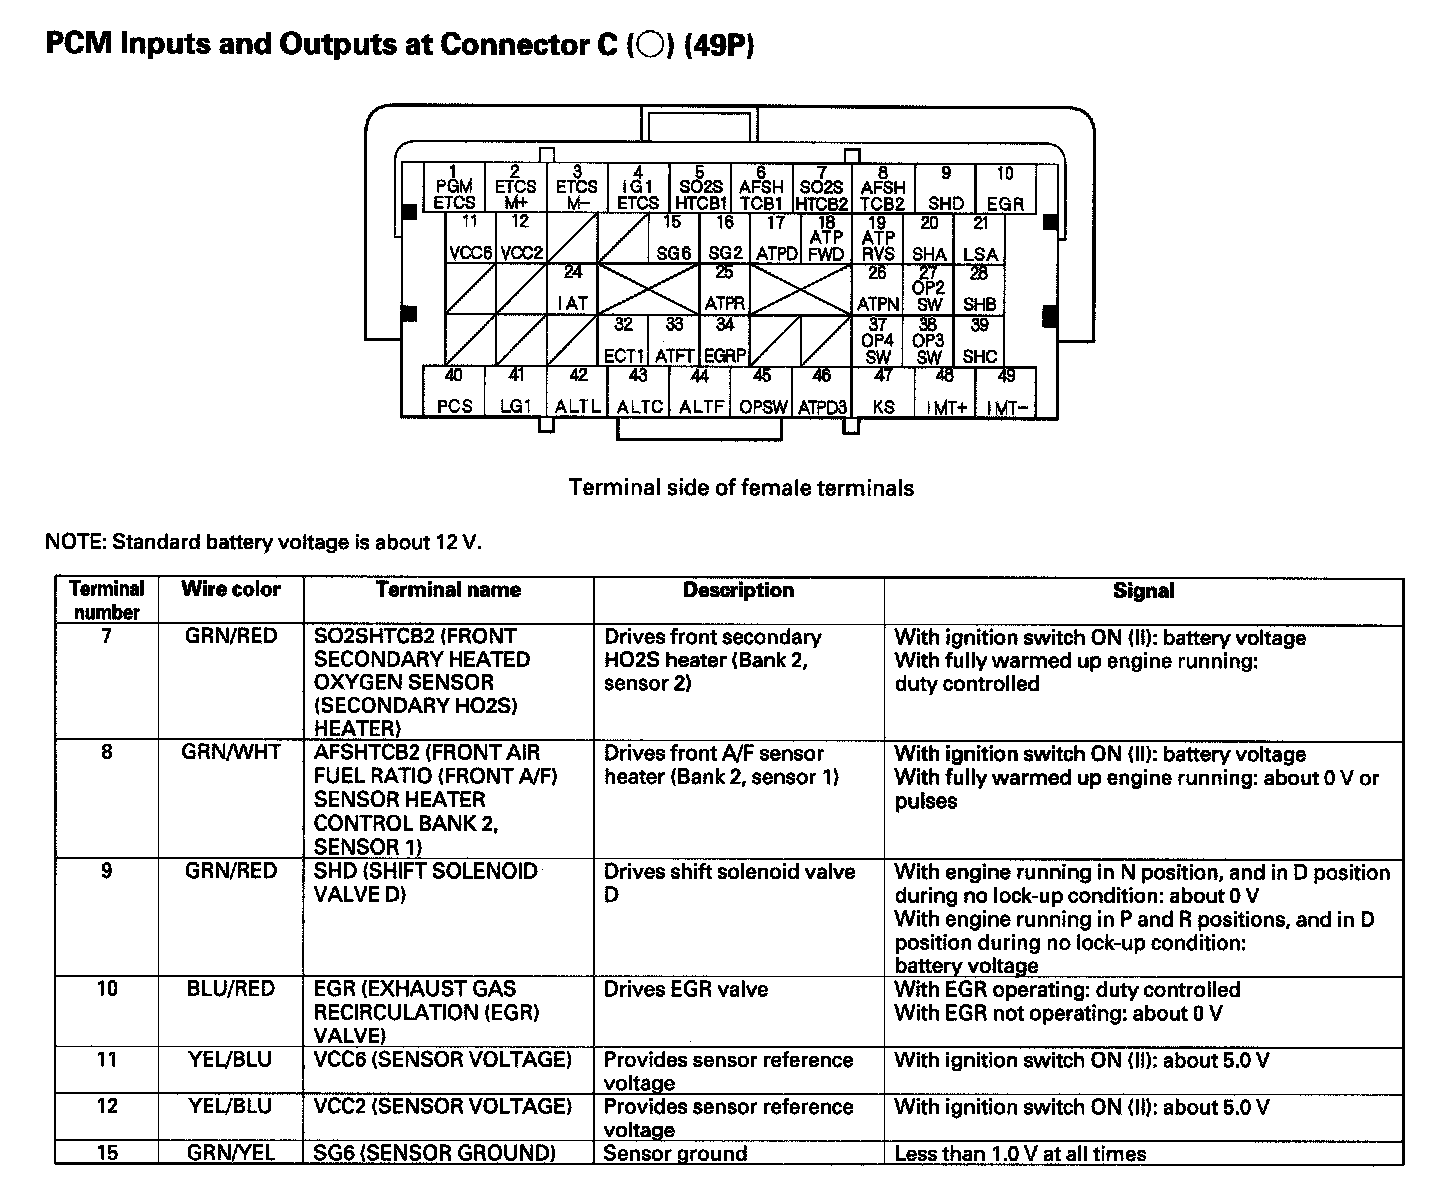 PCM Inputs and Outputs at Connector C (○) (49P)
1 2 3 4 5 6 7 8 9 10
PGM ETCS ETCS IG1 SO2S AFSH SO2S AFSH
ETCS M+ M- ETCS HTCB1 TCB1 HTCB2 TCB2 SHD EGR
11 12 15 16 17 18 19 20 21
ATP ATP
VCC6 VCC2 SG6 SG2 ATPD FWD RVS SHA LSA
24 25 26 27 28
OP2
IAT ATPR ATPN SW SHB
32 33 34 37 38 39
OP4 OP3
ECT1 ATFT EGRP SW SW SHC
40 41 42 43 44 45 46 47 48 49
PCS LG1 ALTL ALTC ALTF OPSW ATPD3 KS IMT+ IMT-
Terminal side of female terminals
NOTE: Standard battery voltage is about 12 V.
Terminal number Wire color Terminal name Description Signal
7 GRN/RED SO2SHTCB2 (FRONT Drives front secondary With ignition switch ON (II): battery voltage
SECONDARY HEATED HO2S heater (Bank 2, With fully warmed up engine running:
OXYGEN SENSOR sensor 2) duty controlled
(SECONDARY HO2S)
HEATER)
8 GRN/WHT AFSHTCB2 (FRONT AIR Drives front A/F sensor With ignition switch ON (II): battery voltage
FUEL RATIO (FRONT A/F) heater (Bank 2, sensor 1) With fully warmed up engine running: about 0 V or
SENSOR HEATER pulses
CONTROL BANK 2,
SENSOR 1)
9 GRN/RED SHD (SHIFT SOLENOID Drives shift solenoid valve With engine running in N position, and in D position
VALVE D) D during no lock-up condition: about 0 V
With engine running in P and R positions, and in D
position during no lock-up condition:
battery voltage
10 BLU/RED EGR (EXHAUST GAS Drives EGR valve With EGR operating: duty controlled
RECIRCULATION (EGR) With EGR not operating: about 0 V
VALVE)
11 YEL/BLU VCC6 (SENSOR VOLTAGE) Provides sensor reference With ignition switch ON (II): about 5.0 V
voltage
12 YEL/BLU VCC2 (SENSOR VOLTAGE) Provides sensor reference With ignition switch ON (II): about 5.0 V
voltage
15 GRN/YEL SG6 (SENSOR GROUND) Sensor ground Less than 1.0 V at all times